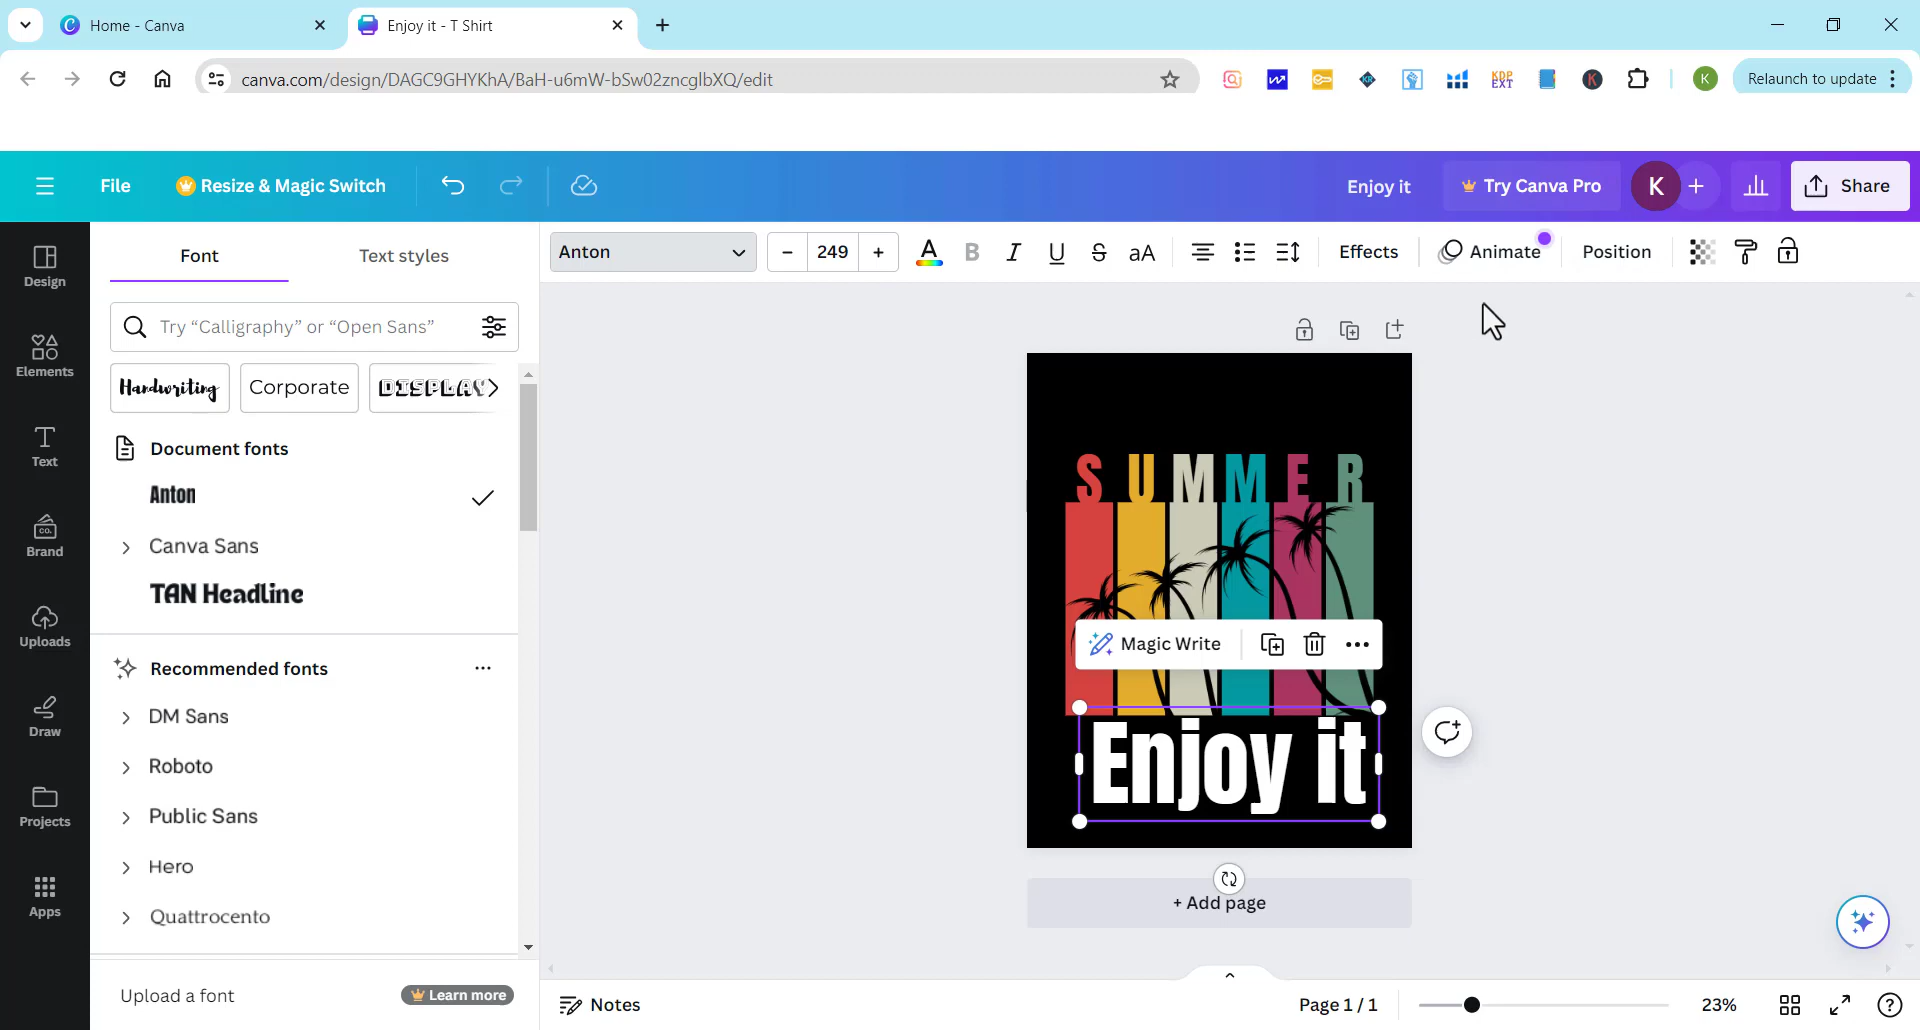 Home - Canva
Enjoy it - T Shirt
canva.com/design/DAGC9GHYKhA/BaH-u6mW-bSw02zncglbXQ/edit
KR
KDP
EXT
K
K
Relaunch to update
File
Resize & Magic Switch
Enjoy it
Try Canva Pro
K
Share
Design
Elements
Text
CO.
Brand
Uploads
Draw
Projects
Apps
Font
Text styles
Try “Calligraphy” or “Open Sans”
Handwriting
Corporate
DISPLAY
Document fonts
Anton
Canva Sans
TAN Headline
Recommended fonts
DM Sans
Roboto
Public Sans
Hero
Quattrocento
Upload a font
Learn more
Anton
249
A
B
I
U
S
aA
Effects
Animate
Position
SUMMER
Magic Write
Enjoy it
+ Add page
Notes
Page 1 / 1
23%